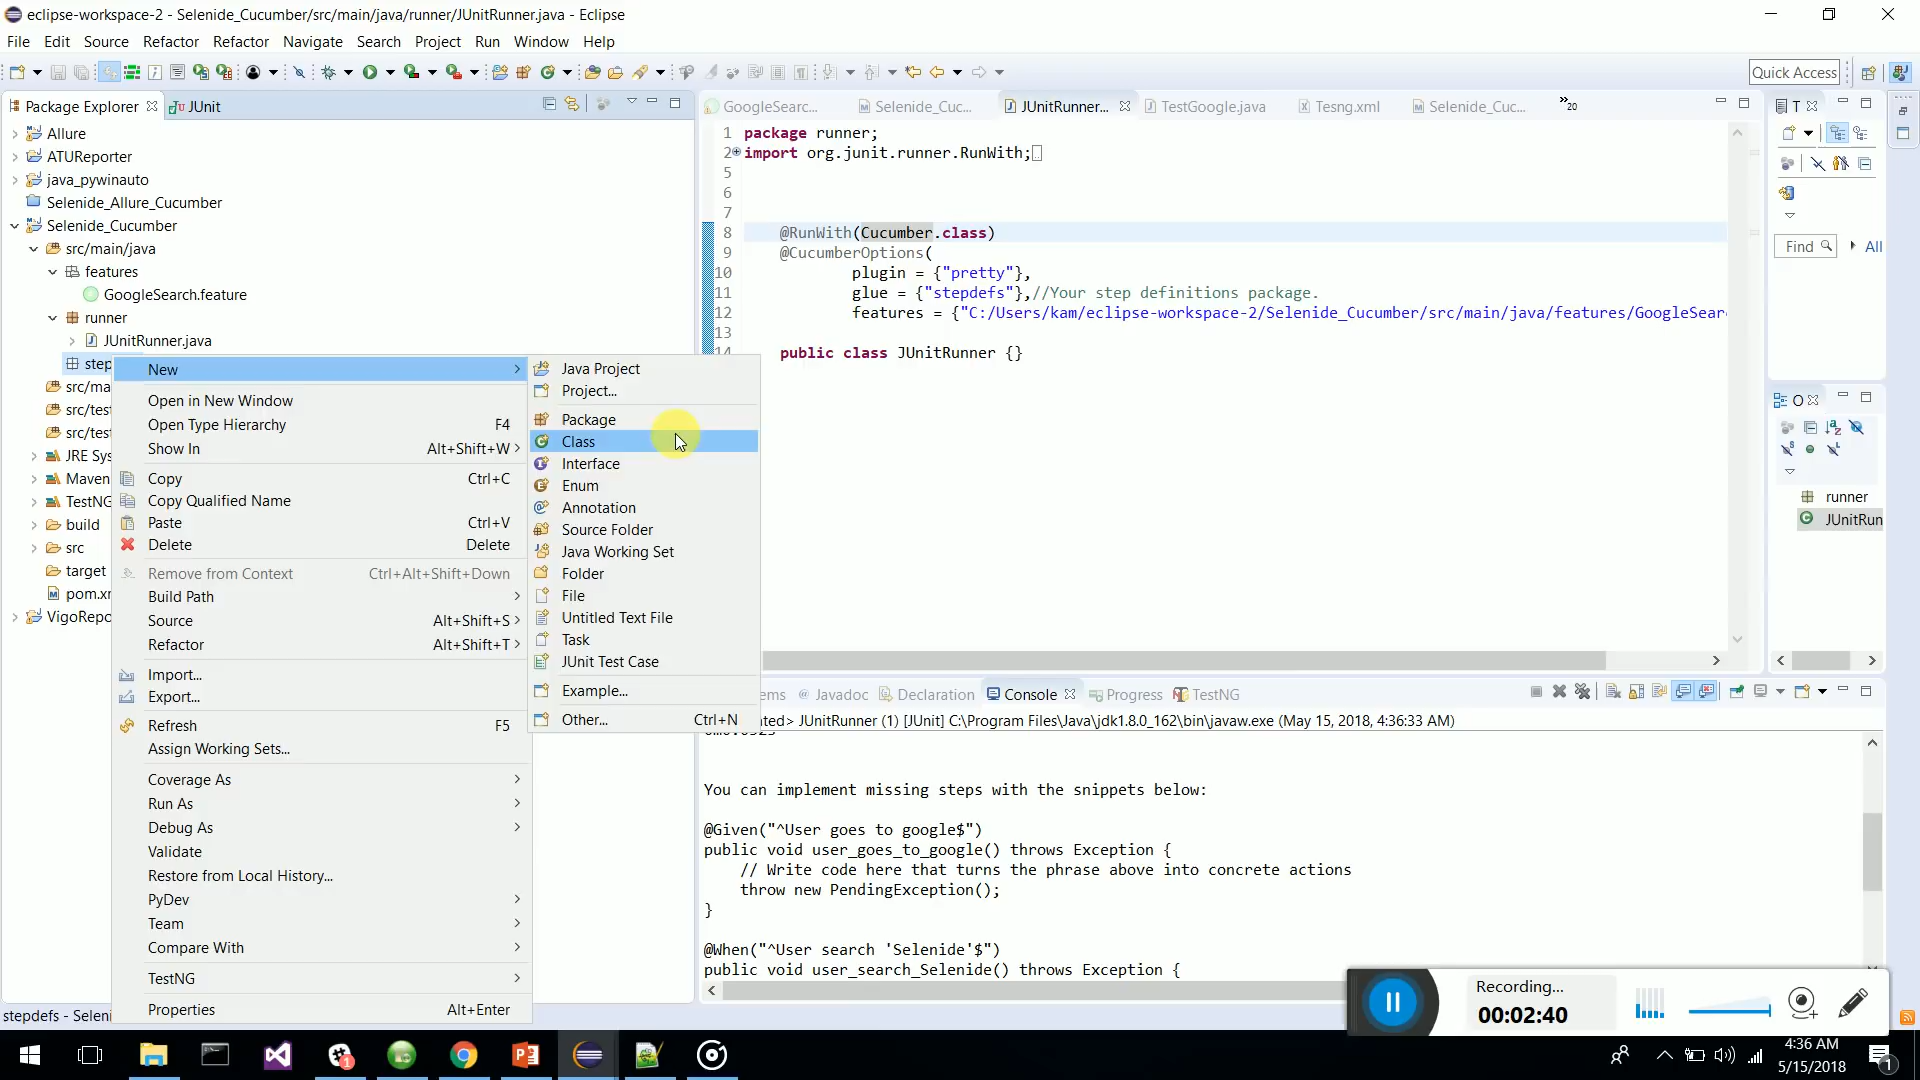 eclipse-workspace-2 - Selenide_Cucumber/src/main/java/runner/JUnitRunner.java - Eclipse
File Edit Source Refactor Refactor Navigate Search Project Run Window Help
Quick Access
Package Explorer JUnit
Allure
ATUReporter
java_pywinauto
Selenide_Allure_Cucumber
Selenide_Cucumber
src/main/java
features
GoogleSearch.feature
runner
JUnitRunner.java
step
src/ma
src/test
src/test
JRE Sys
Maven
TestNG
build
src
target
pom.xm
VigoRepo
New
Open in New Window
Open Type Hierarchy F4
Show In Alt+Shift+W
Copy Ctrl+C
Copy Qualified Name
Paste Ctrl+V
Delete Delete
Remove from Context Ctrl+Alt+Shift+Down
Build Path
Source Alt+Shift+S
Refactor Alt+Shift+T
Import...
Export...
Refresh F5
Assign Working Sets...
Coverage As
Run As
Debug As
Validate
Restore from Local History...
PyDev
Team
Compare With
TestNG
Properties Alt+Enter
Java Project
Project...
Package
Class
Interface
Enum
Annotation
Source Folder
Java Working Set
Folder
File
Untitled Text File
Task
JUnit Test Case
Example...
Other... Ctrl+N
GoogleSearc... Selenide_Cuc... JUnitRunner... TestGoogle.java Tesng.xml Selenide_Cuc... »20
1 package runner;
2 import org.junit.runner.RunWith;
5
6
7
8 @RunWith(Cucumber.class)
9 @CucumberOptions(
10 plugin = {"pretty"},
11 glue = {"stepdefs"},//Your step definitions package.
12 features = {"C:/Users/kam/eclipse-workspace-2/Selenide_Cucumber/src/main/java/features/GoogleSear
13
14 public class JUnitRunner {}
T
Find All
O
runner
JUnitRun
ems Javadoc Declaration Console Progress TestNG
ated> JUnitRunner (1) [JUnit] C:\Program Files\Java\jdk1.8.0_162\bin\javaw.exe (May 15, 2018, 4:36:33 AM)
You can implement missing steps with the snippets below:
@Given("^User goes to google$")
public void user_goes_to_google() throws Exception {
// Write code here that turns the phrase above into concrete actions
throw new PendingException();
}
@When("^User search 'Selenide'$")
public void user_search_Selenide() throws Exception {
Recording...
00:02:40
stepdefs - Seleni
1
4:36 AM
5/15/2018
1